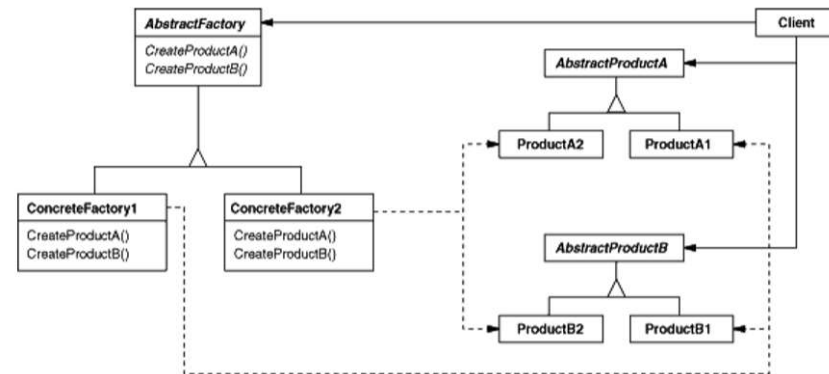 AbstractFactory
CreateProductA()
CreateProductB()
Client
AbstractProductA
ProductA2
ProductA1
ConcreteFactory1
CreateProductA()
CreateProductB()
ConcreteFactory2
CreateProductA()
CreateProductB()
AbstractProductB
ProductB2
ProductB1